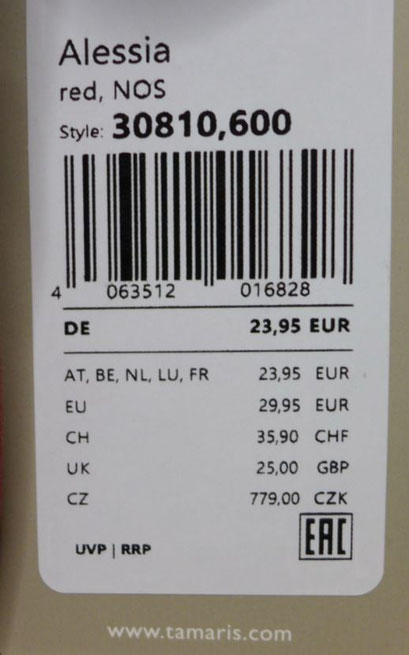 Alessia
red, NOS
Style: 30810,600
4 063512 016828
DE 23,95 EUR
AT, BE, NL, LU, FR 23,95 EUR
EU 29,95 EUR
CH 35,90 CHF
UK 25,00 GBP
CZ 779,00 CZK
UVP | RRP EAC
www.tamaris.com